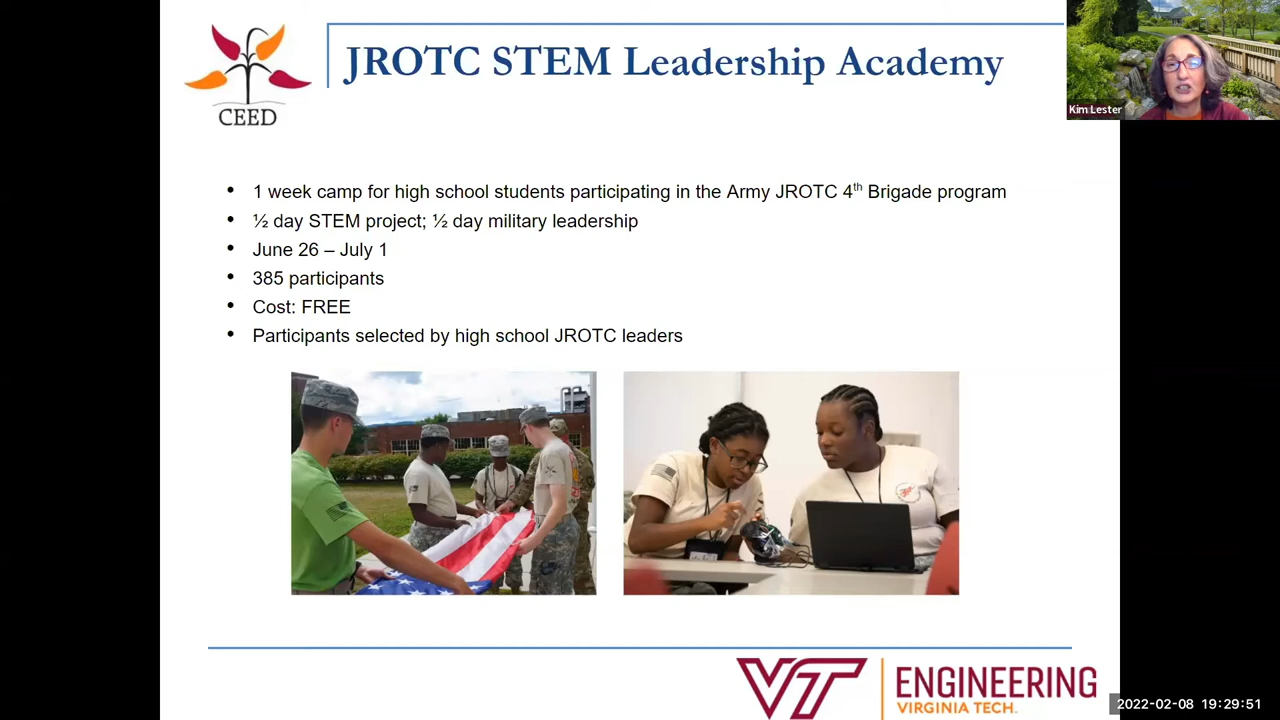 JROTC STEM Leadership Academy
CEED
Kim Lester
• 1 week camp for high school students participating in the Army JROTC 4th Brigade program
• ½ day STEM project; ½ day military leadership
• June 26 – July 1
• 385 participants
• Cost: FREE
• Participants selected by high school JROTC leaders
VT ENGINEERING
VIRGINIA TECH.
2022-02-08 19:29:51